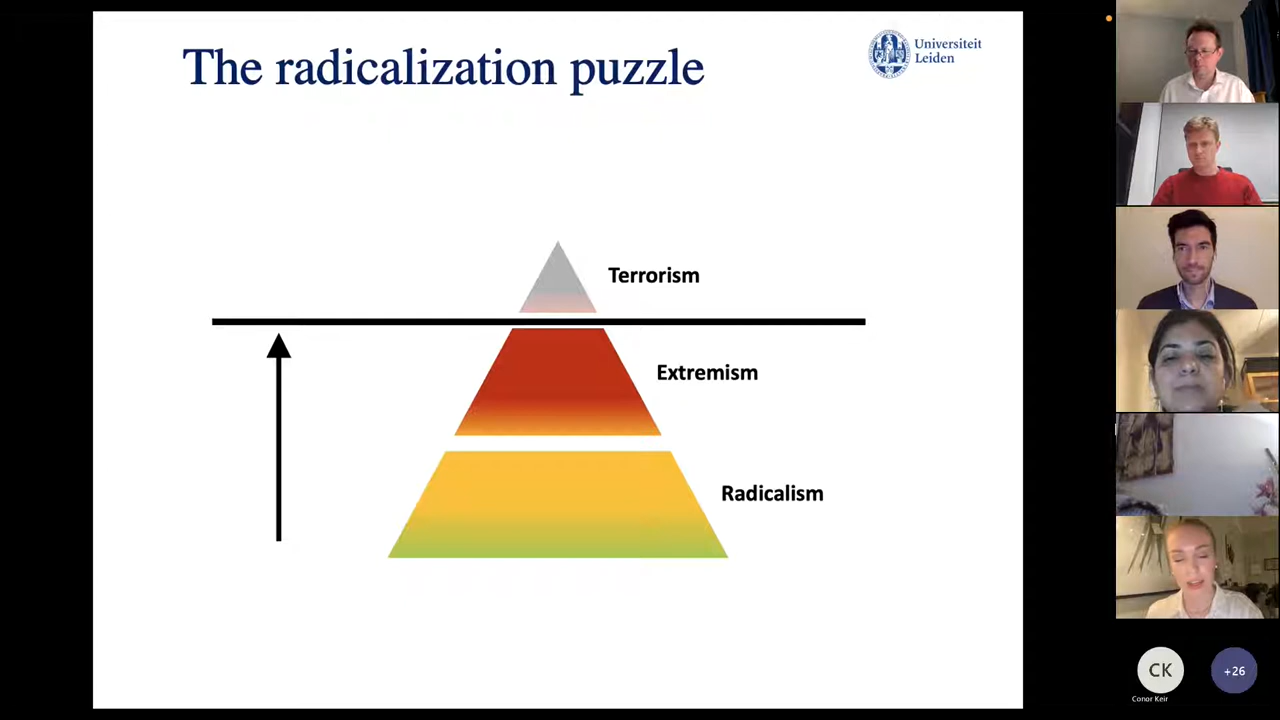 The radicalization puzzle
Universiteit
Leiden
Terrorism
Extremism
Radicalism
CK
+26
Conor Keir